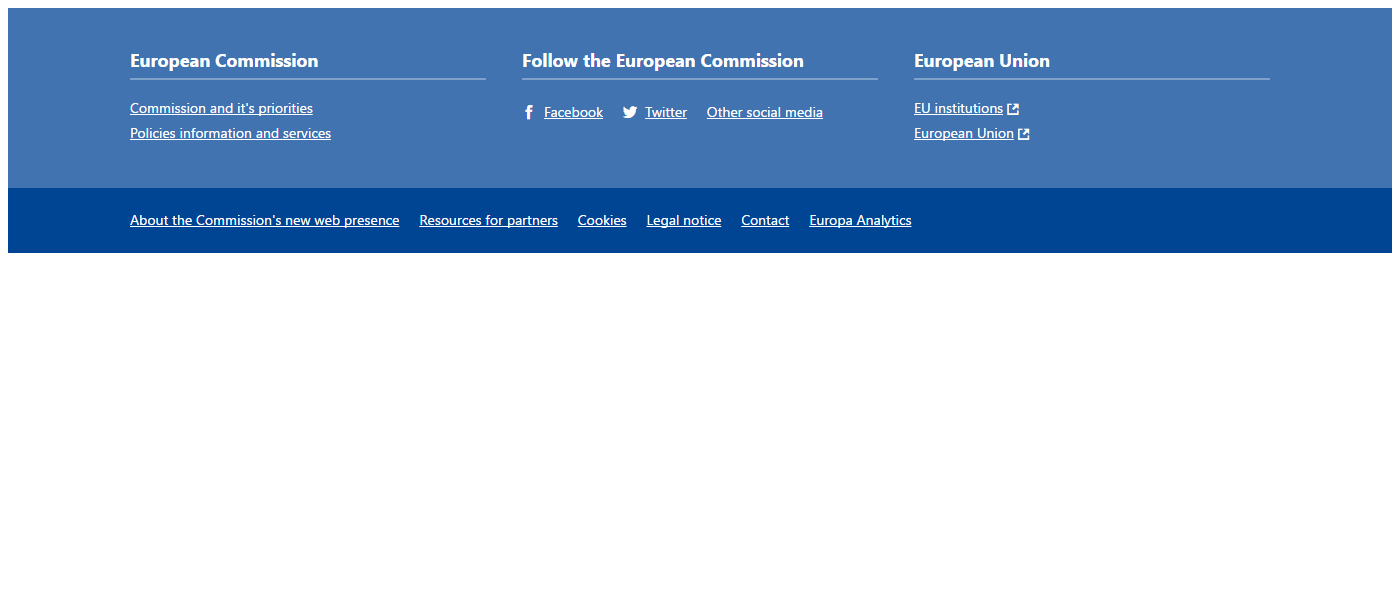 European Commission
Commission and it's priorities
Policies information and services
Follow the European Commission
Facebook Twitter Other social media
European Union
EU institutions
European Union
About the Commission's new web presence Resources for partners Cookies Legal notice Contact Europa Analytics